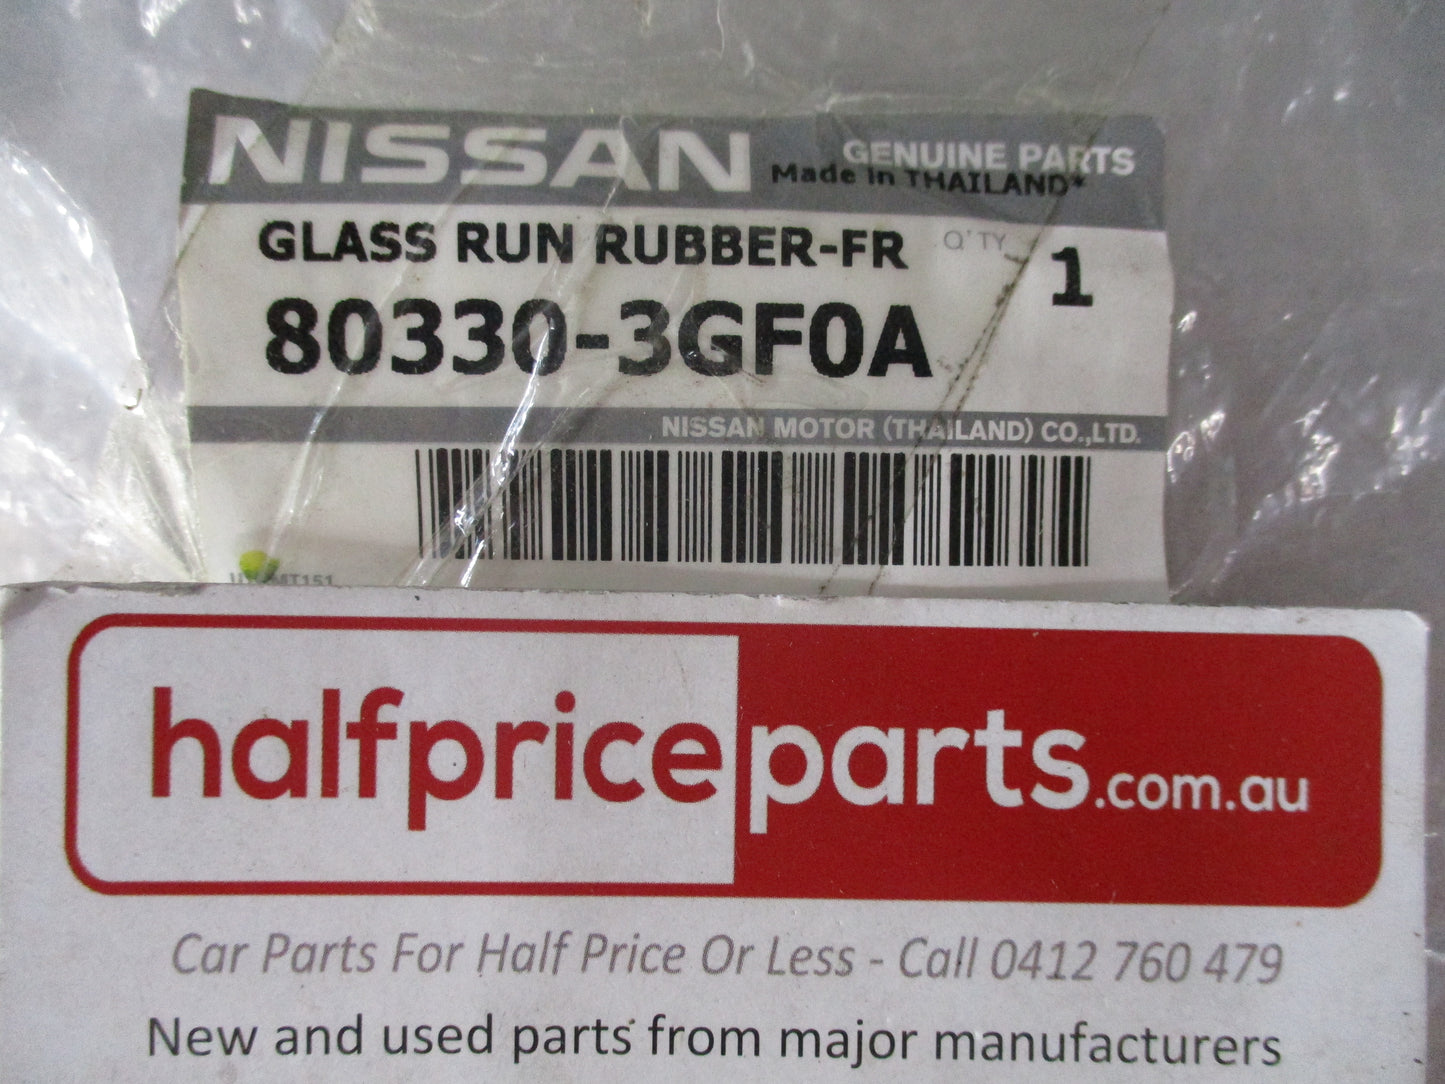 NISSAN
GENUINE PARTS
Made in THAILAND*
GLASS RUN RUBBER-FR
Q'TY
1
80330-3GF0A
NISSAN MOTOR (THAILAND) CO.,LTD.
halfpriceparts.com.au
Car Parts For Half Price Or Less - Call 0412 760 479
New and used parts from major manufacturers